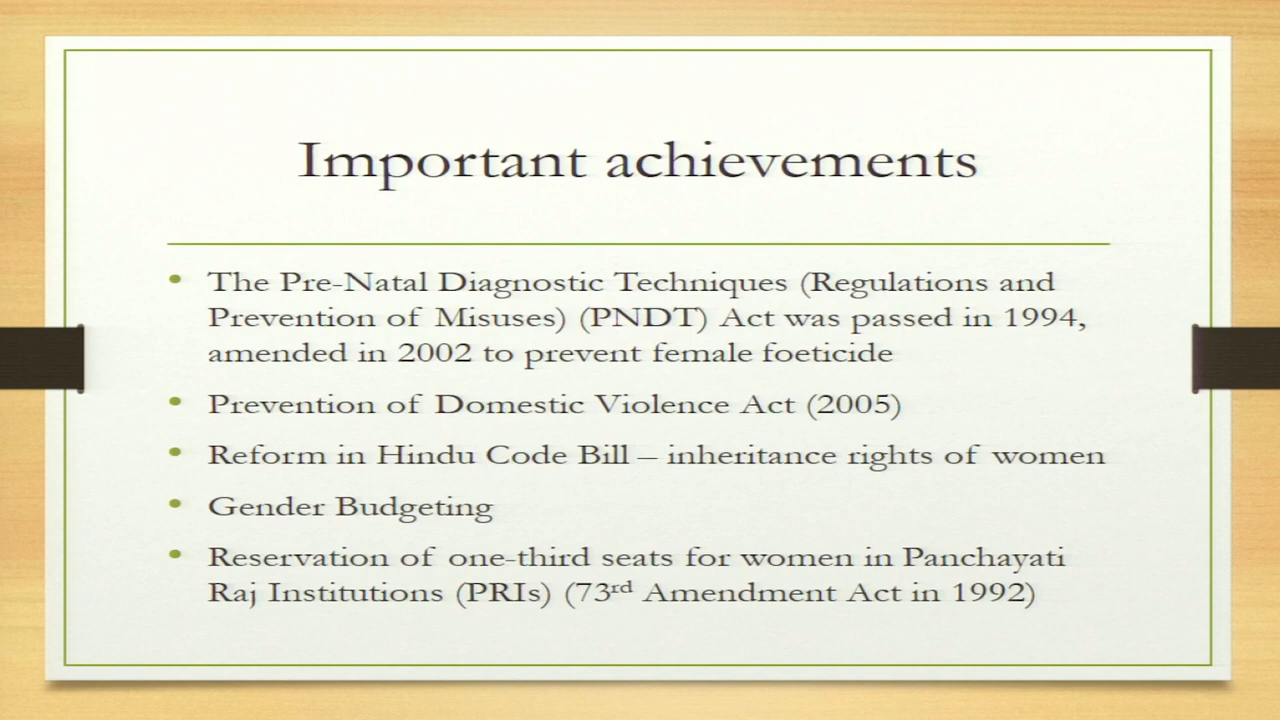 Important achievements
• The Pre-Natal Diagnostic Techniques (Regulations and
Prevention of Misuses) (PNDT) Act was passed in 1994,
amended in 2002 to prevent female foeticide
• Prevention of Domestic Violence Act (2005)
• Reform in Hindu Code Bill – inheritance rights of women
• Gender Budgeting
• Reservation of one-third seats for women in Panchayati
Raj Institutions (PRIs) (73rd Amendment Act in 1992)